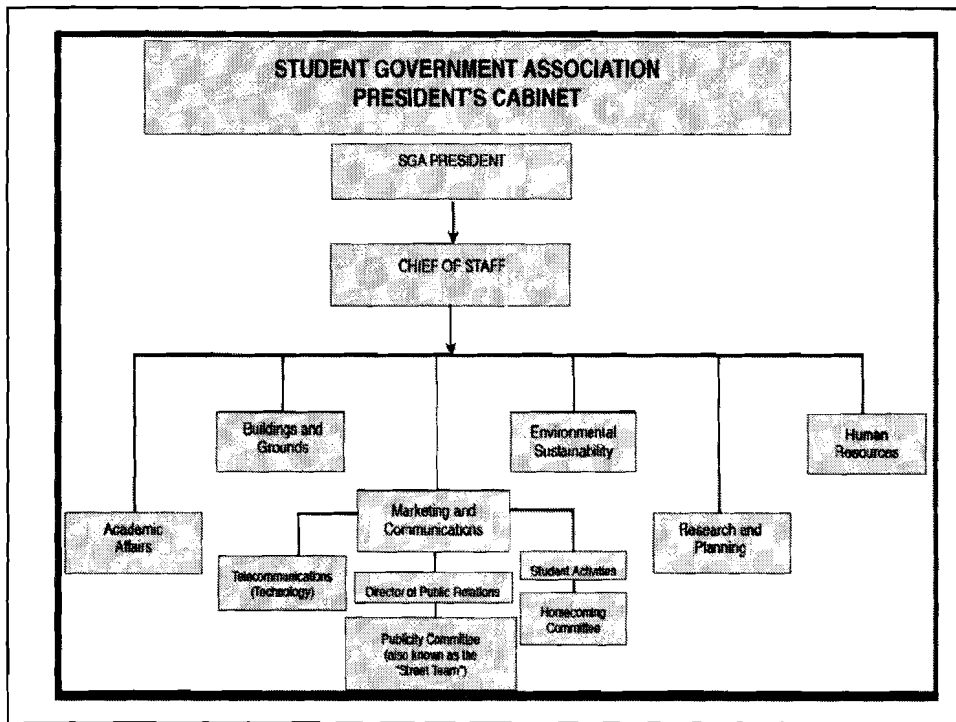 STUDENT GOVERNMENT ASSOCIATION
PRESIDENT'S CABINET
SGA PRESIDENT
CHIEF OF STAFF
Buildings and
Grounds
Environmental
Sustainability
Human
Resources
Academic
Affairs
Marketing and
Communications
Research and
Planning
Telecommunications
(Technology)
Director of Public Relations
Student Activities
Homecoming
Committee
Publicity Committee
(also known as the
"Street Team")